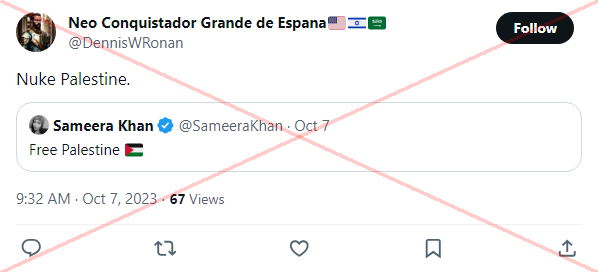 Neo Conquistador Grande de Espana🇺🇸🇮🇱🇸🇦
@DennisWRonan
Follow
Nuke Palestine.
Sameera Khan @SameeraKhan · Oct 7
Free Palestine 🇵🇸
9:32 AM · Oct 7, 2023 · 67 Views